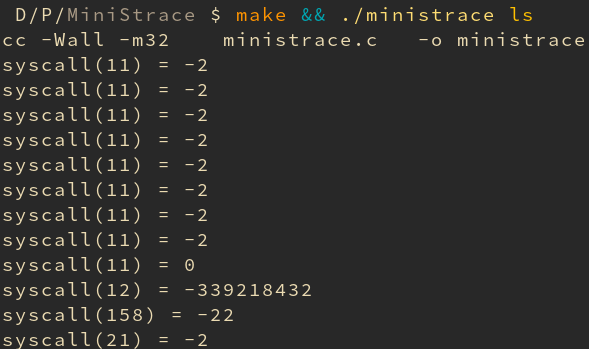 D/P/MiniStrace $ make && ./ministrace ls
cc -Wall -m32    ministrace.c   -o ministrace
syscall(11) = -2
syscall(11) = -2
syscall(11) = -2
syscall(11) = -2
syscall(11) = -2
syscall(11) = -2
syscall(11) = -2
syscall(11) = -2
syscall(11) = 0
syscall(12) = -339218432
syscall(158) = -22
syscall(21) = -2